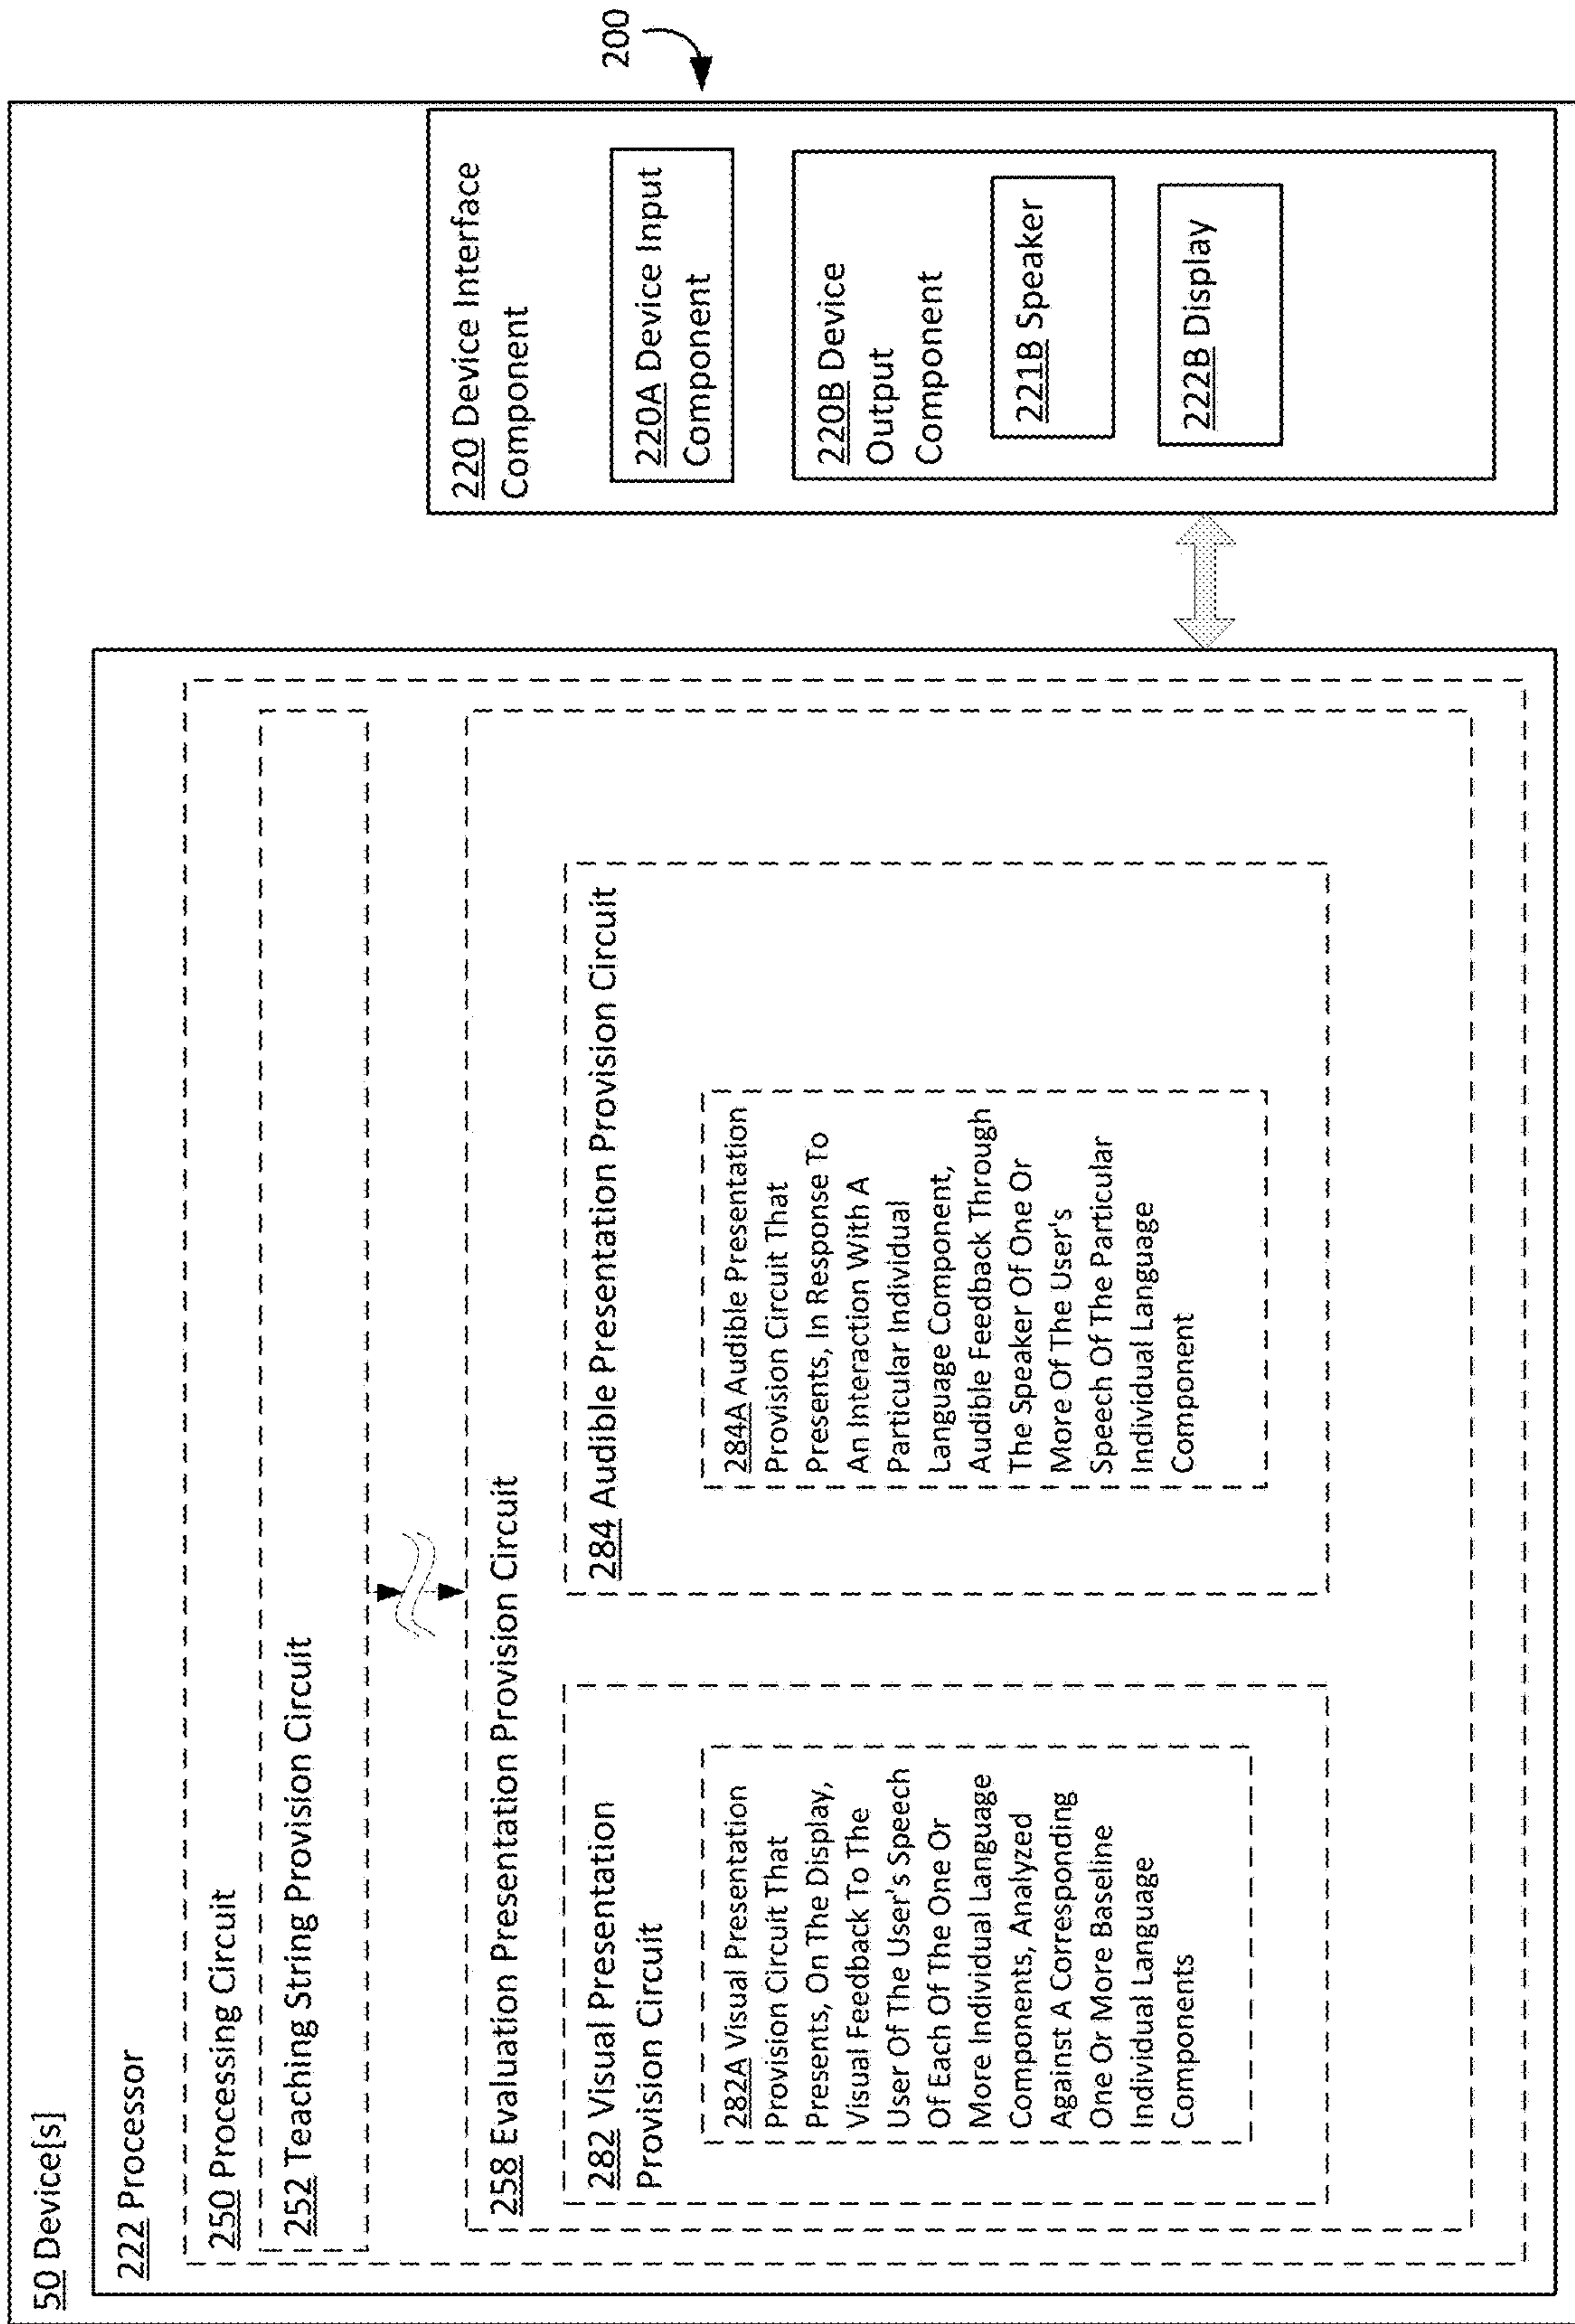 50 Device[s]
222 Processor
250 Processing Circuit
252 Teaching String Provision Circuit
258 Evaluation Presentation Provision Circuit
282 Visual Presentation
Provision Circuit
282A Visual Presentation
Provision Circuit That
Presents, On The Display,
Visual Feedback To The
User Of The User's Speech
Of Each Of The One Or
More Individual Language
Components, Analyzed
Against A Corresponding
One Or More Baseline
Individual Language
Components
284 Audible Presentation Provision Circuit
284A Audible Presentation
Provision Circuit That
Presents, In Response To
An Interaction With A
Particular Individual
Language Component,
Audible Feedback Through
The Speaker Of One Or
More Of The User's
Speech Of The Particular
Individual Language
Component
220 Device Interface
Component
220A Device Input
Component
220B Device
Output
Component
221B Speaker
222B Display
200